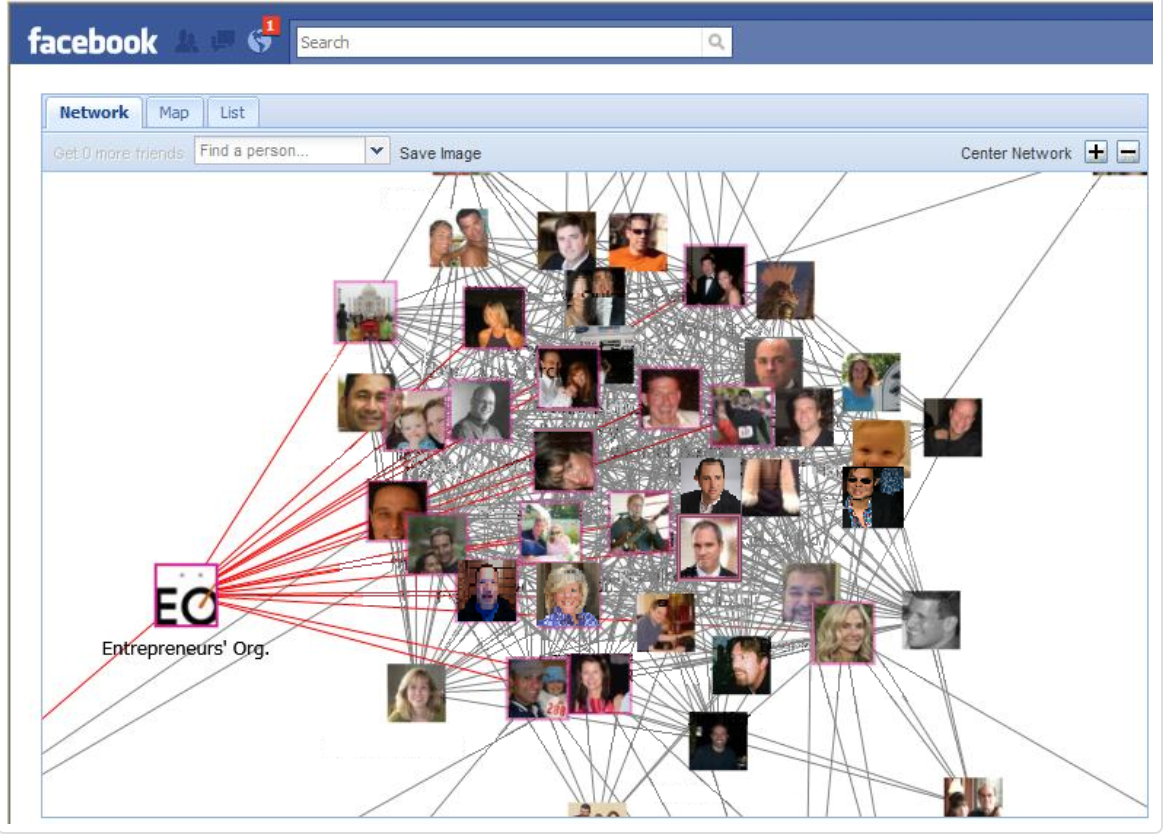 facebook
1
Search
Network
Map
List
Get 0 more friends
Find a person...
Save Image
Center Network
+
−
EO
Entrepreneurs' Org.
288